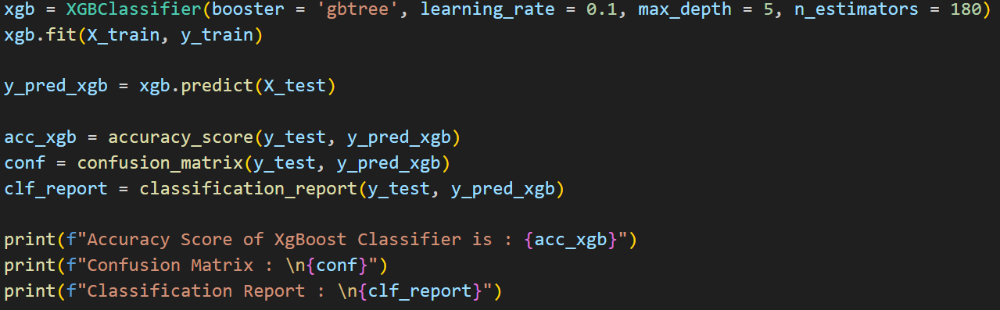 xgb = XGBClassifier(booster = 'gbtree', learning_rate = 0.1, max_depth = 5, n_estimators = 180)
xgb.fit(X_train, y_train)
y_pred_xgb = xgb.predict(X_test)
acc_xgb = accuracy_score(y_test, y_pred_xgb)
conf = confusion_matrix(y_test, y_pred_xgb)
clf_report = classification_report(y_test, y_pred_xgb)
print(f"Accuracy Score of XgBoost Classifier is : {acc_xgb}")
print(f"Confusion Matrix : \n{conf}")
print(f"Classification Report : \n{clf_report}")